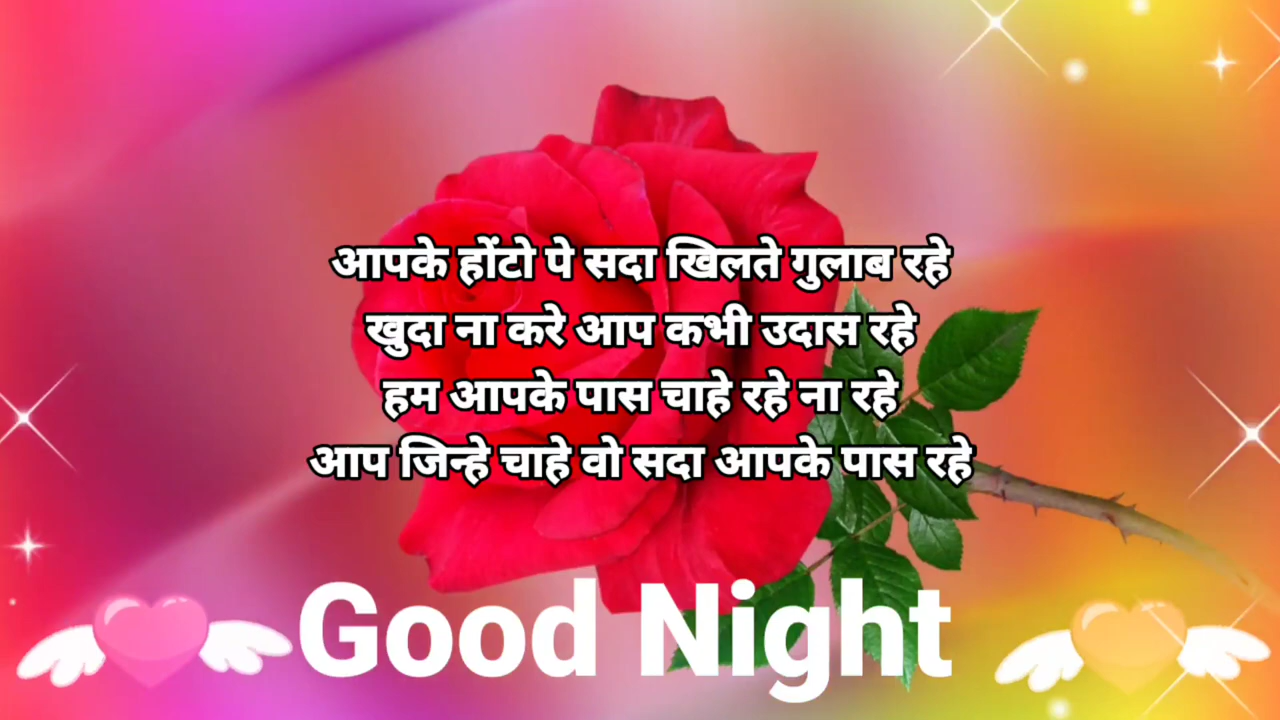 आपके होंटो पे सदा खिलते गुलाब रहे
खुदा ना करे आप कभी उदास रहे
हम आपके पास चाहे रहे ना रहे
आप जिन्हे चाहे वो सदा आपके पास रहे
Good Night